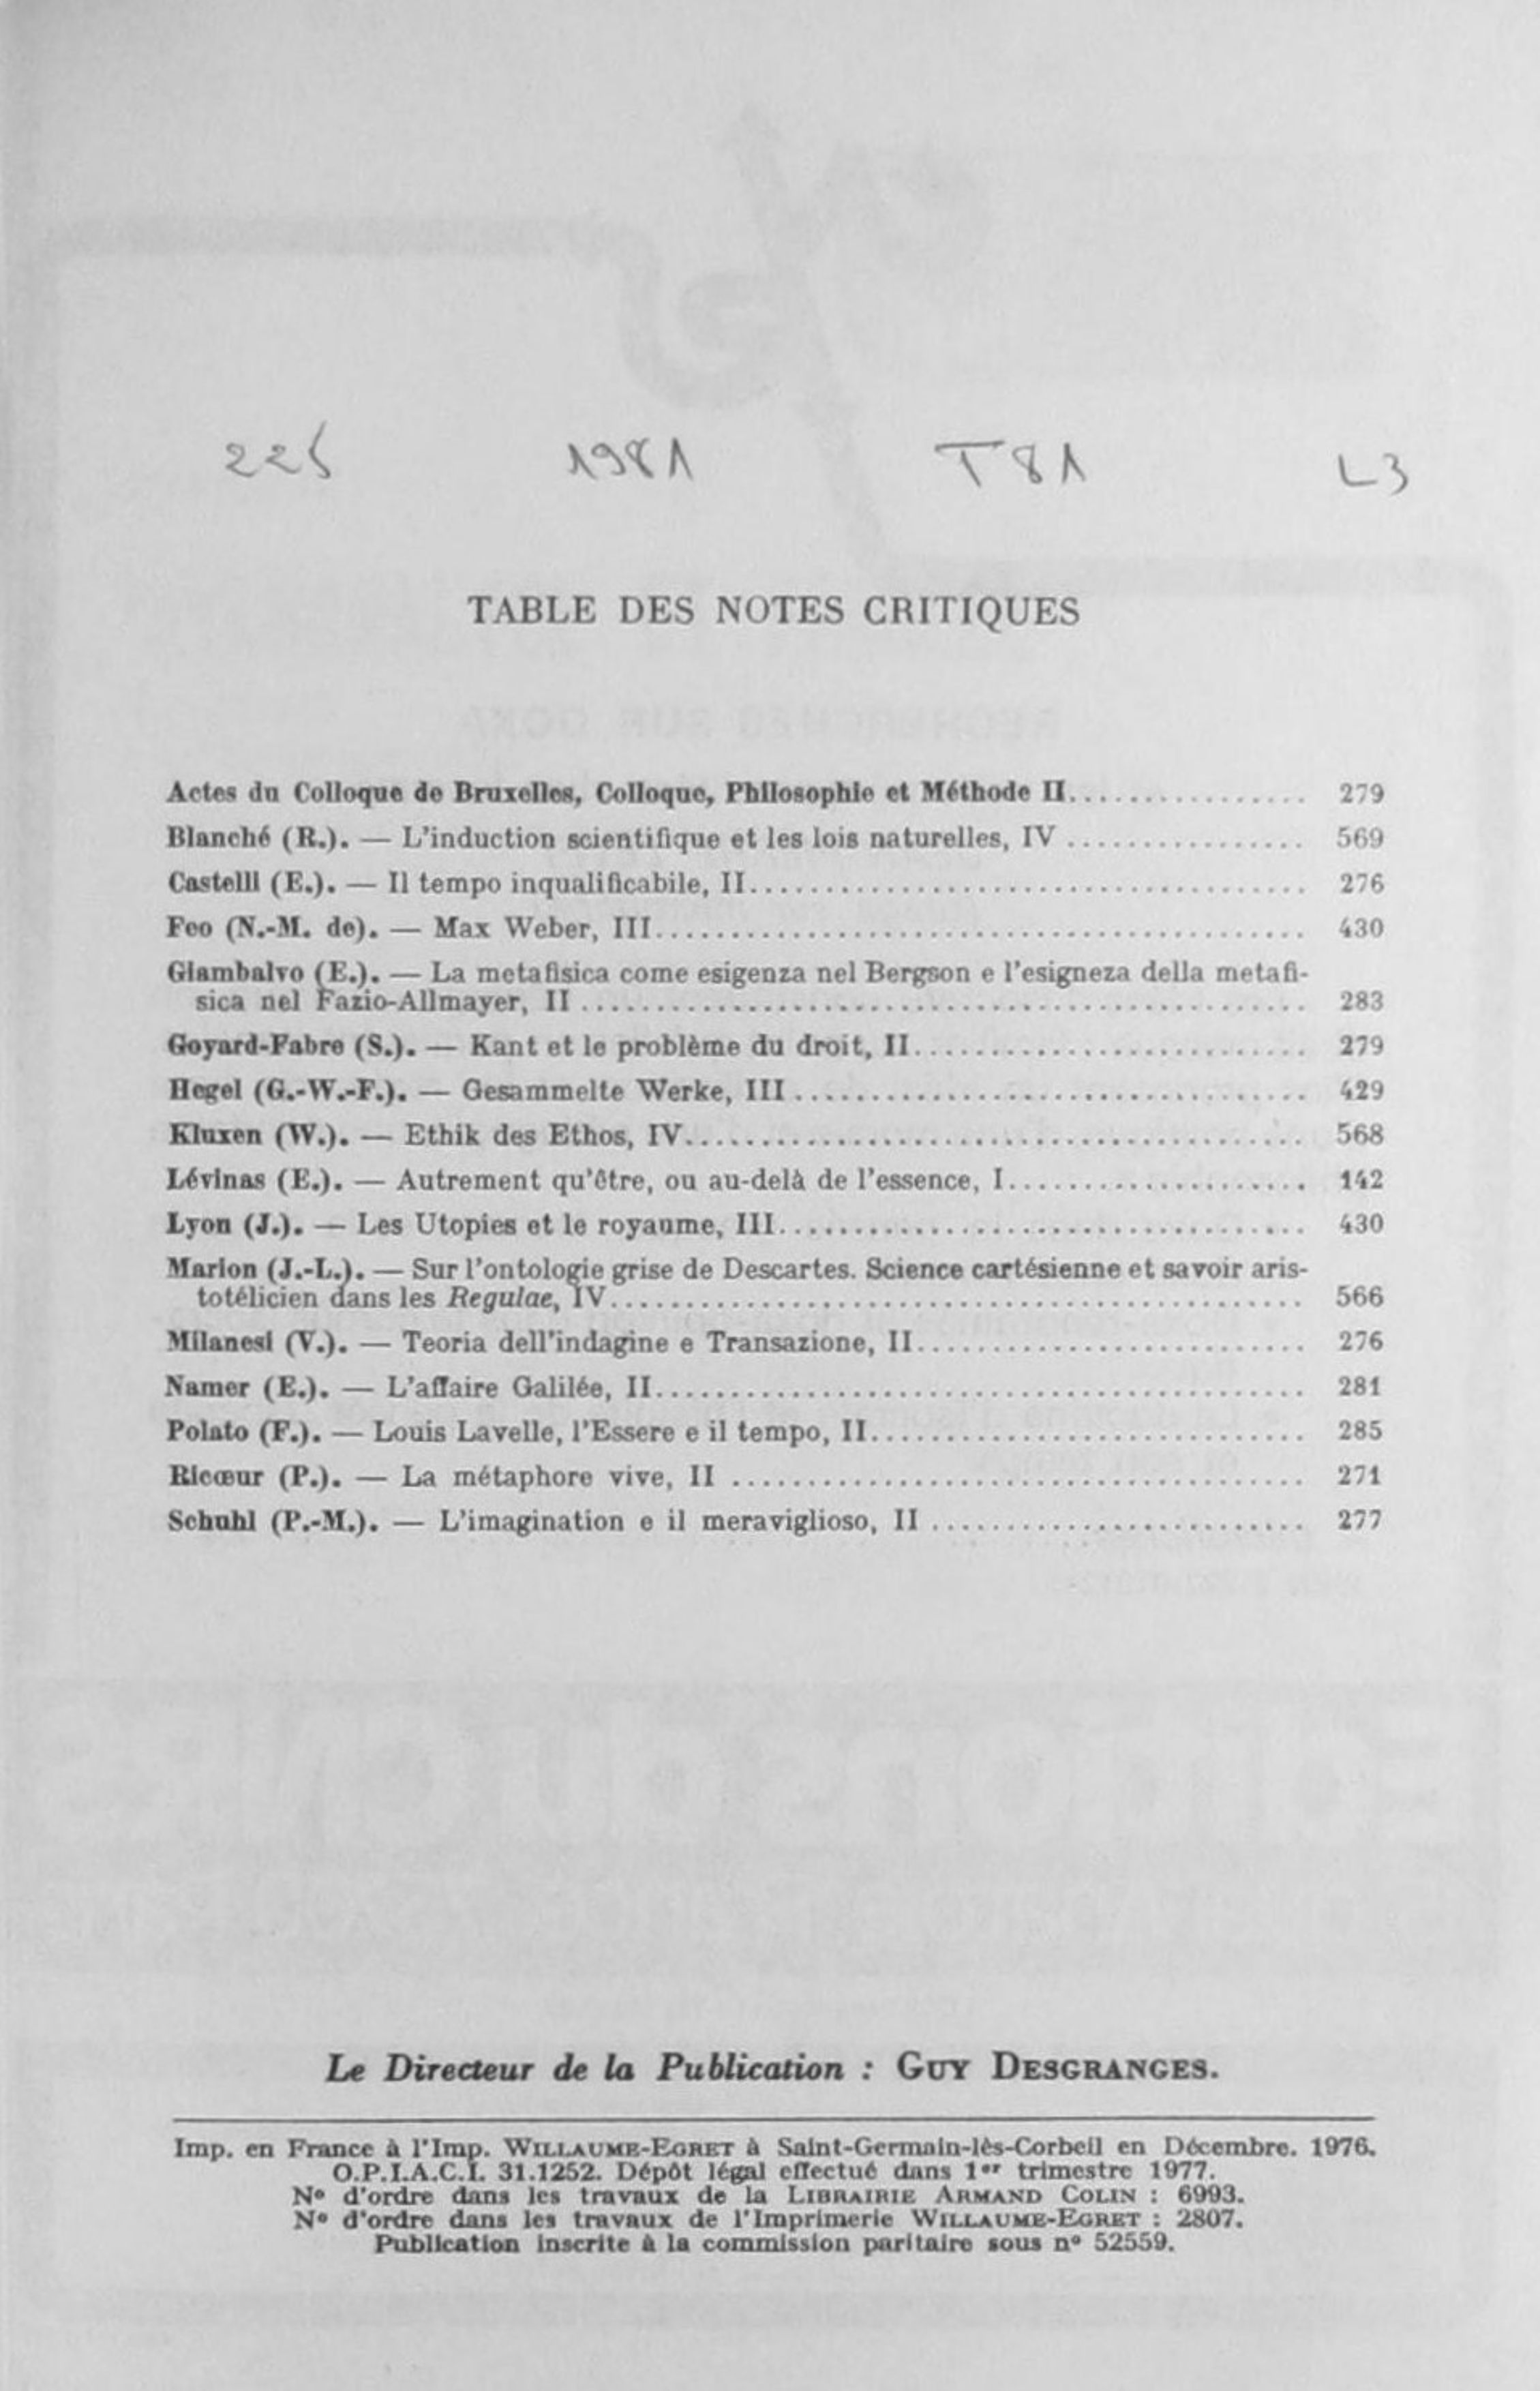 225 1981 T81 L3
TABLE DES NOTES CRITIQUES
Actes du Colloque de Bruxelles, Colloque, Philosophie et Méthode II................ 279
Blanché (R.). — L'induction scientifique et les lois naturelles, IV ................ 569
Castelli (E.). — Il tempo inqualificabile, II..................................... 276
Feo (N.-M. de). — Max Weber, III........................................... 430
Giambalvo (E.). — La metafisica come esigenza nel Bergson e l'esigneza della metafi-
sica nel Fazio-Allmayer, II ................................................ 283
Goyard-Fabre (S.). — Kant et le problème du droit, II.......................... 279
Hegel (G.-W.-F.). — Gesammelte Werke, III .................................. 429
Kluxen (W.). — Ethik des Ethos, IV......................................... 568
Lévinas (E.). — Autrement qu'être, ou au-delà de l'essence, I.................... 142
Lyon (J.). — Les Utopies et le royaume, III................................... 430
Marion (J.-L.). — Sur l'ontologie grise de Descartes. Science cartésienne et savoir aris-
totélicien dans les Regulae, IV.............................................. 566
Milanesi (V.). — Teoria dell'indagine e Transazione, II.......................... 276
Namer (E.). — L'affaire Galilée, II........................................... 281
Polato (F.). — Louis Lavelle, l'Essere e il tempo, II............................. 285
Ricœur (P.). — La métaphore vive, II ...................................... 271
Schuhl (P.-M.). — L'imagination e il meraviglioso, II ......................... 277
Le Directeur de la Publication : GUY DESGRANGES.
Imp. en France à l'Imp. WILLAUME-EGRET à Saint-Germain-lès-Corbeil en Décembre. 1976.
O.P.I.A.C.I. 31.1252. Dépôt légal effectué dans 1er trimestre 1977.
No d'ordre dans les travaux de la LIBRAIRIE ARMAND COLIN : 6993.
No d'ordre dans les travaux de l'Imprimerie WILLAUME-EGRET : 2807.
Publication inscrite à la commission paritaire sous no 52559.